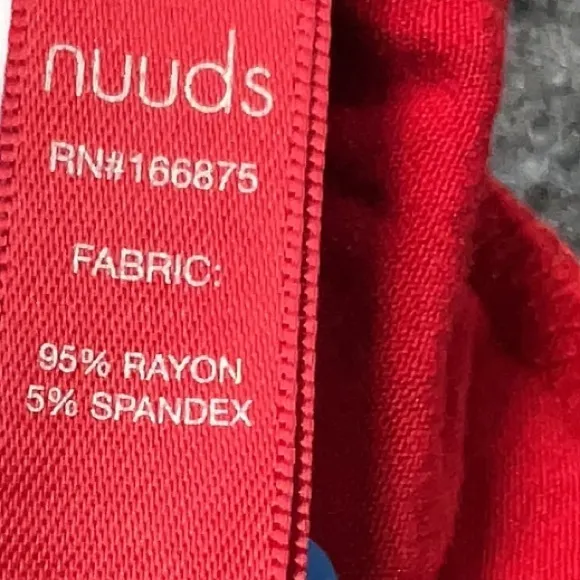 nuuds
RN#166875
FABRIC:
95% RAYON
5% SPANDEX